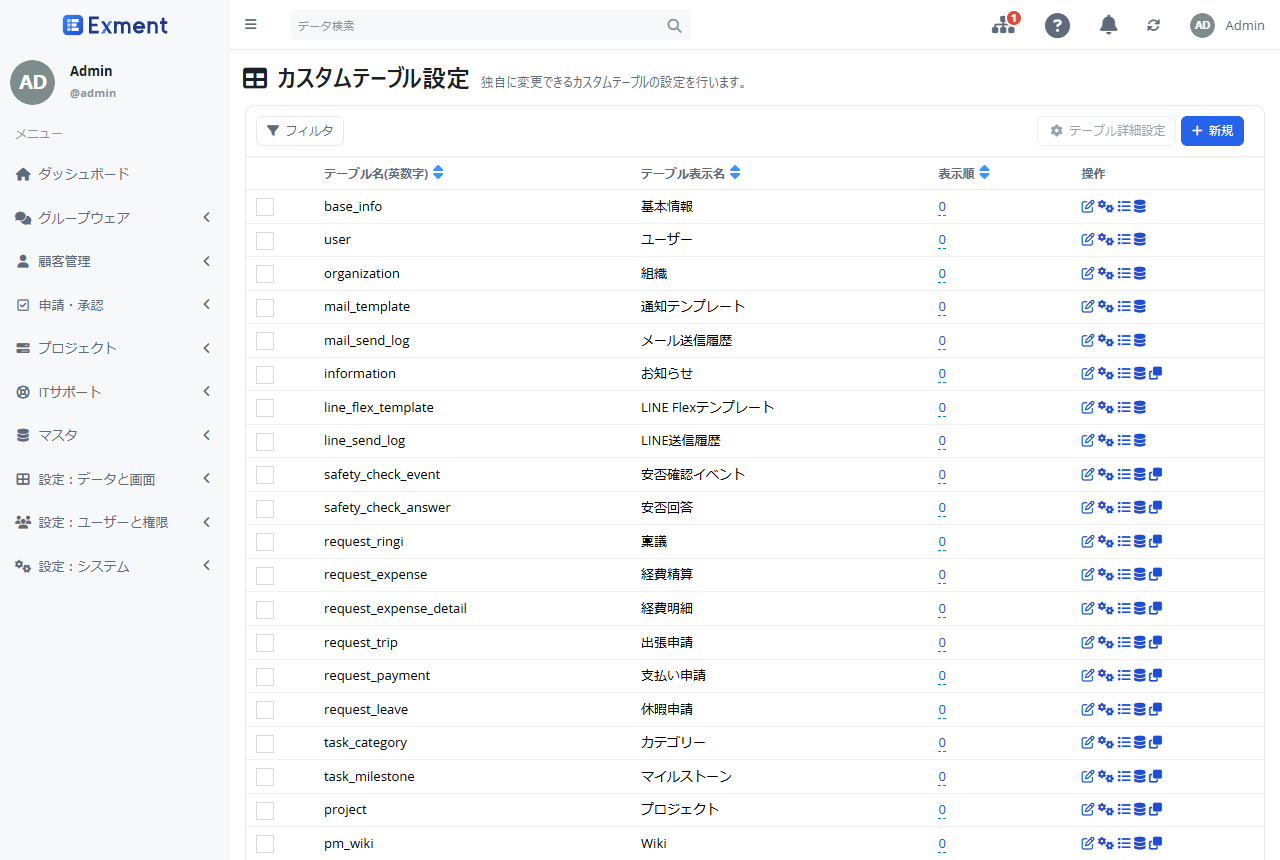 Exment
データ検索
1
?
AD
Admin
AD
Admin
@admin
メニュー
ダッシュボード
グループウェア
顧客管理
申請・承認
プロジェクト
ITサポート
マスタ
設定：データと画面
設定：ユーザーと権限
設定：システム
カスタムテーブル設定 独自に変更できるカスタムテーブルの設定を行います。
フィルタ
テーブル詳細設定
新規
テーブル名(英数字) テーブル表示名 表示順 操作
base_info 基本情報 0
user ユーザー 0
organization 組織 0
mail_template 通知テンプレート 0
mail_send_log メール送信履歴 0
information お知らせ 0
line_flex_template LINE Flexテンプレート 0
line_send_log LINE送信履歴 0
safety_check_event 安否確認イベント 0
safety_check_answer 安否回答 0
request_ringi 稟議 0
request_expense 経費精算 0
request_expense_detail 経費明細 0
request_trip 出張申請 0
request_payment 支払い申請 0
request_leave 休暇申請 0
task_category カテゴリー 0
task_milestone マイルストーン 0
project プロジェクト 0
pm_wiki Wiki 0